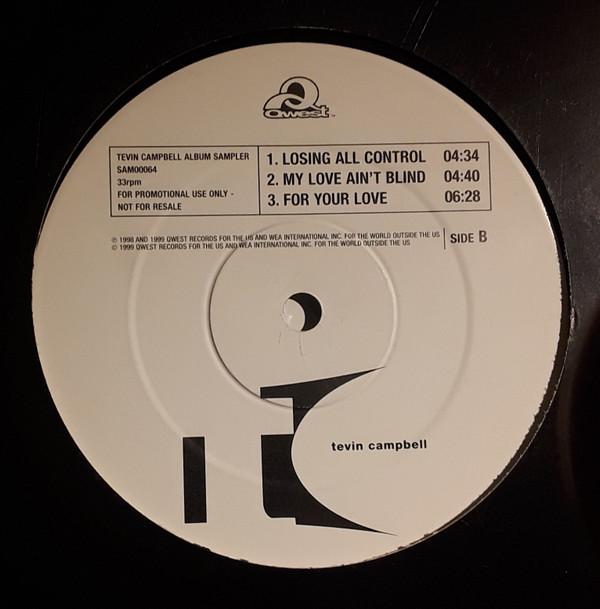 Qwest™
TEVIN CAMPBELL ALBUM SAMPLER
SAM00064
33rpm
FOR PROMOTIONAL USE ONLY -
NOT FOR RESALE
1. LOSING ALL CONTROL 04:34
2. MY LOVE AIN'T BLIND 04:40
3. FOR YOUR LOVE 06:28
℗ 1998 AND 1999 QWEST RECORDS FOR THE US AND WEA INTERNATIONAL INC. FOR THE WORLD OUTSIDE THE US
© 1999 QWEST RECORDS FOR THE US AND WEA INTERNATIONAL INC. FOR THE WORLD OUTSIDE THE US
SIDE B
tevin campbell